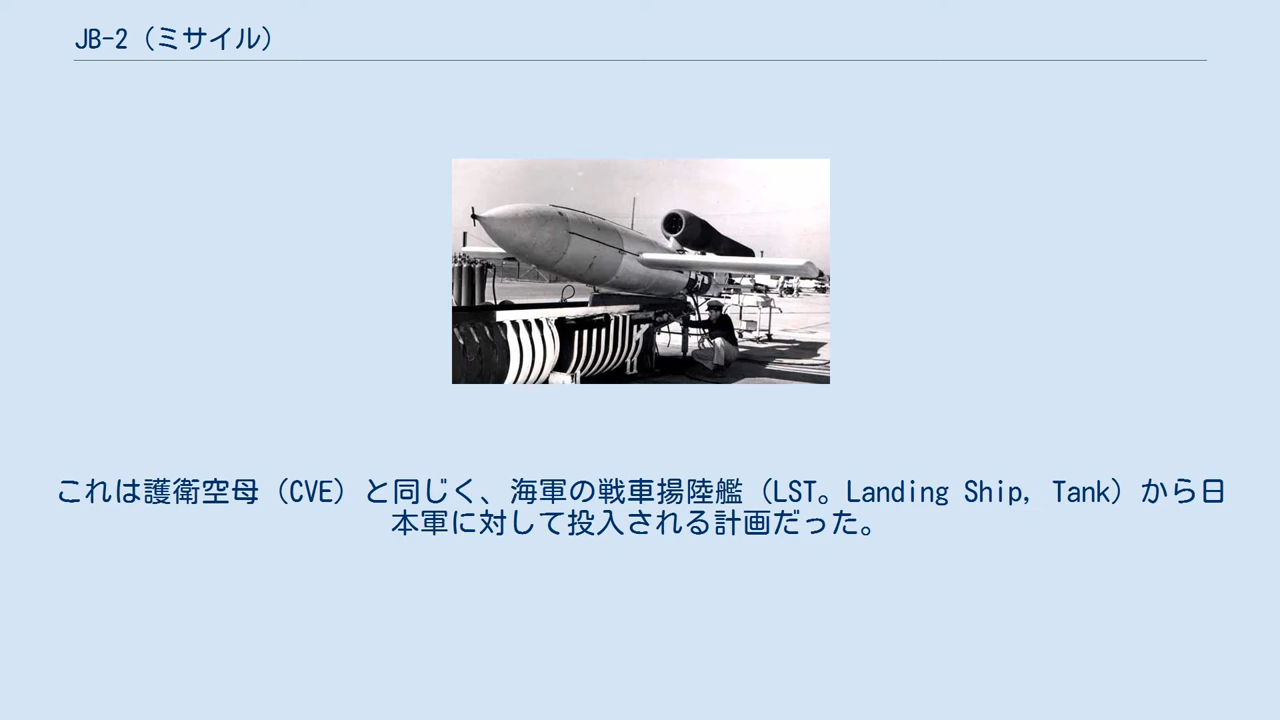 JB-2（ミサイル）
これは護衛空母（CVE）と同じく、海軍の戦車揚陸艦（LST。Landing Ship, Tank）から日
本軍に対して投入される計画だった。